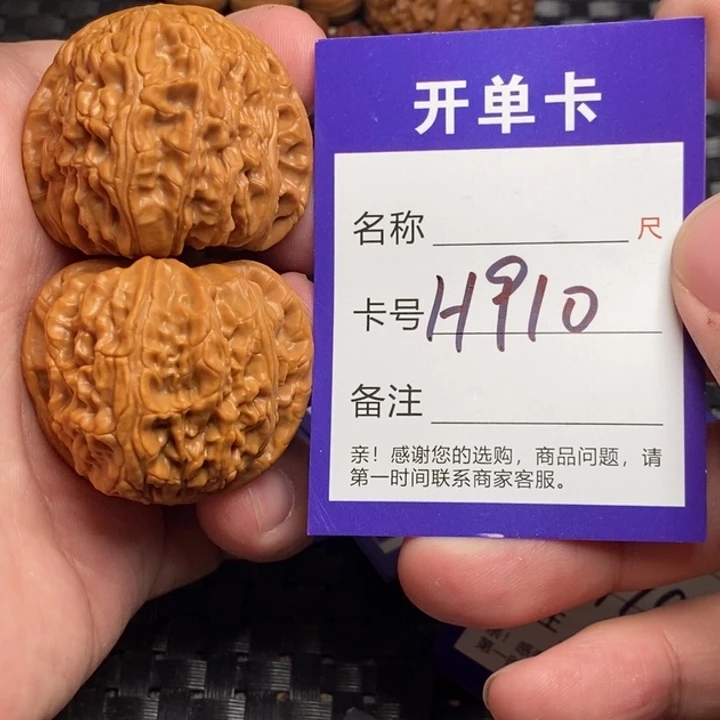 开单卡
名称 尺
卡号 H910
备注
亲！感谢您的选购，商品问题，请
第一时间联系商家客服。